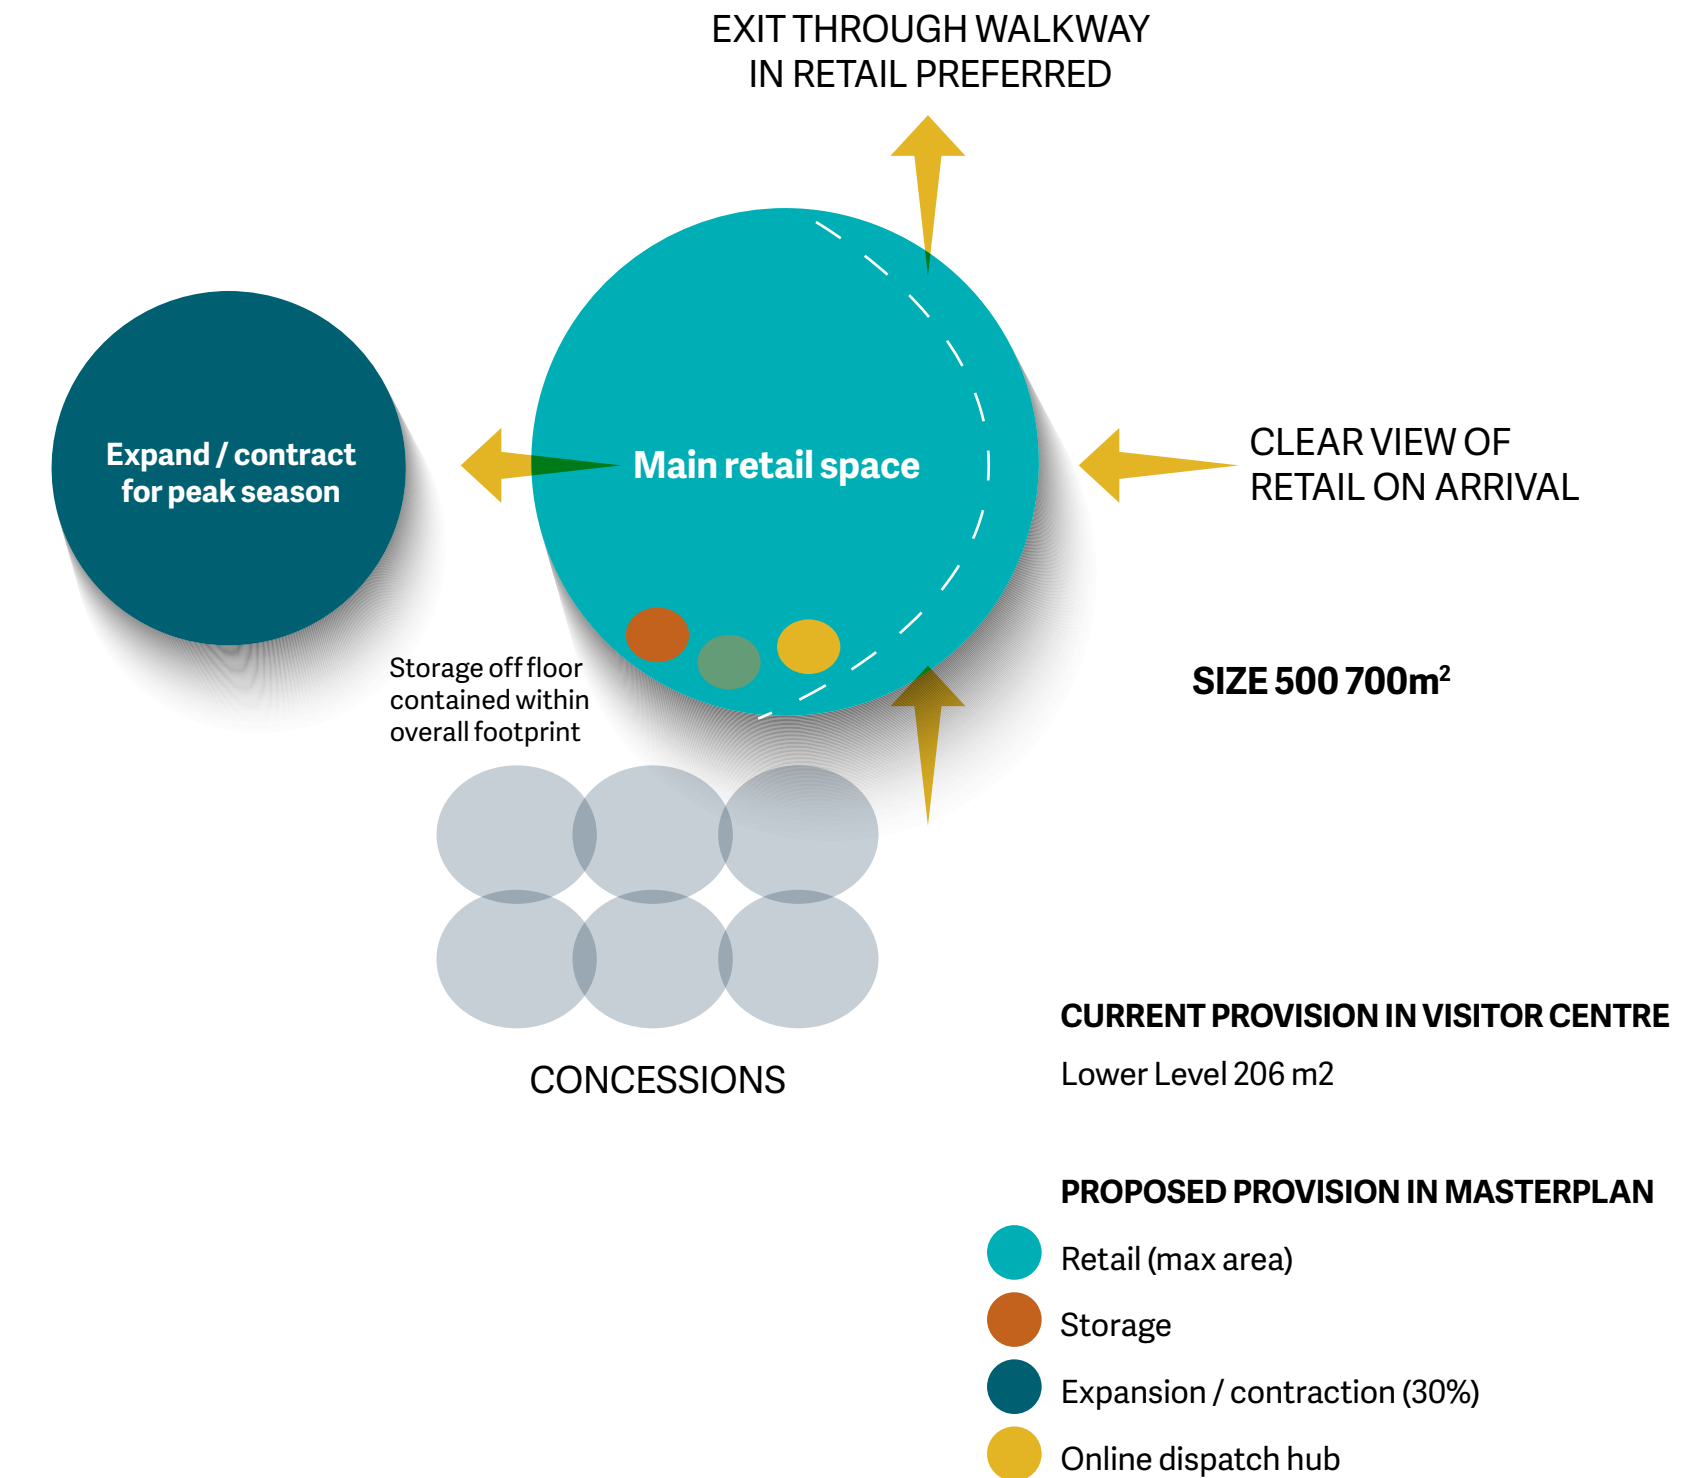 EXIT THROUGH WALKWAY
IN RETAIL PREFERRED
Expand / contract
for peak season
Main retail space
CLEAR VIEW OF
RETAIL ON ARRIVAL
Storage off floor
contained within
overall footprint
SIZE 500 700m²
CONCESSIONS
CURRENT PROVISION IN VISITOR CENTRE
Lower Level 206 m2
PROPOSED PROVISION IN MASTERPLAN
Retail (max area)
Storage
Expansion / contraction (30%)
Online dispatch hub